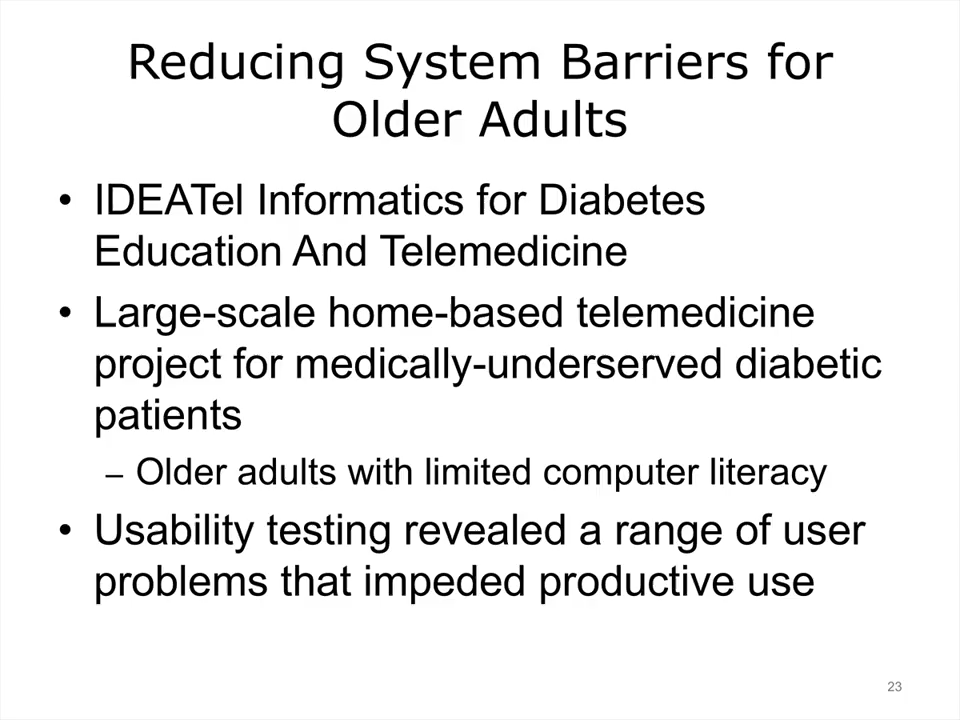 Reducing System Barriers for
Older Adults
• IDEATel Informatics for Diabetes
Education And Telemedicine
• Large-scale home-based telemedicine
project for medically-underserved diabetic
patients
– Older adults with limited computer literacy
• Usability testing revealed a range of user
problems that impeded productive use
23